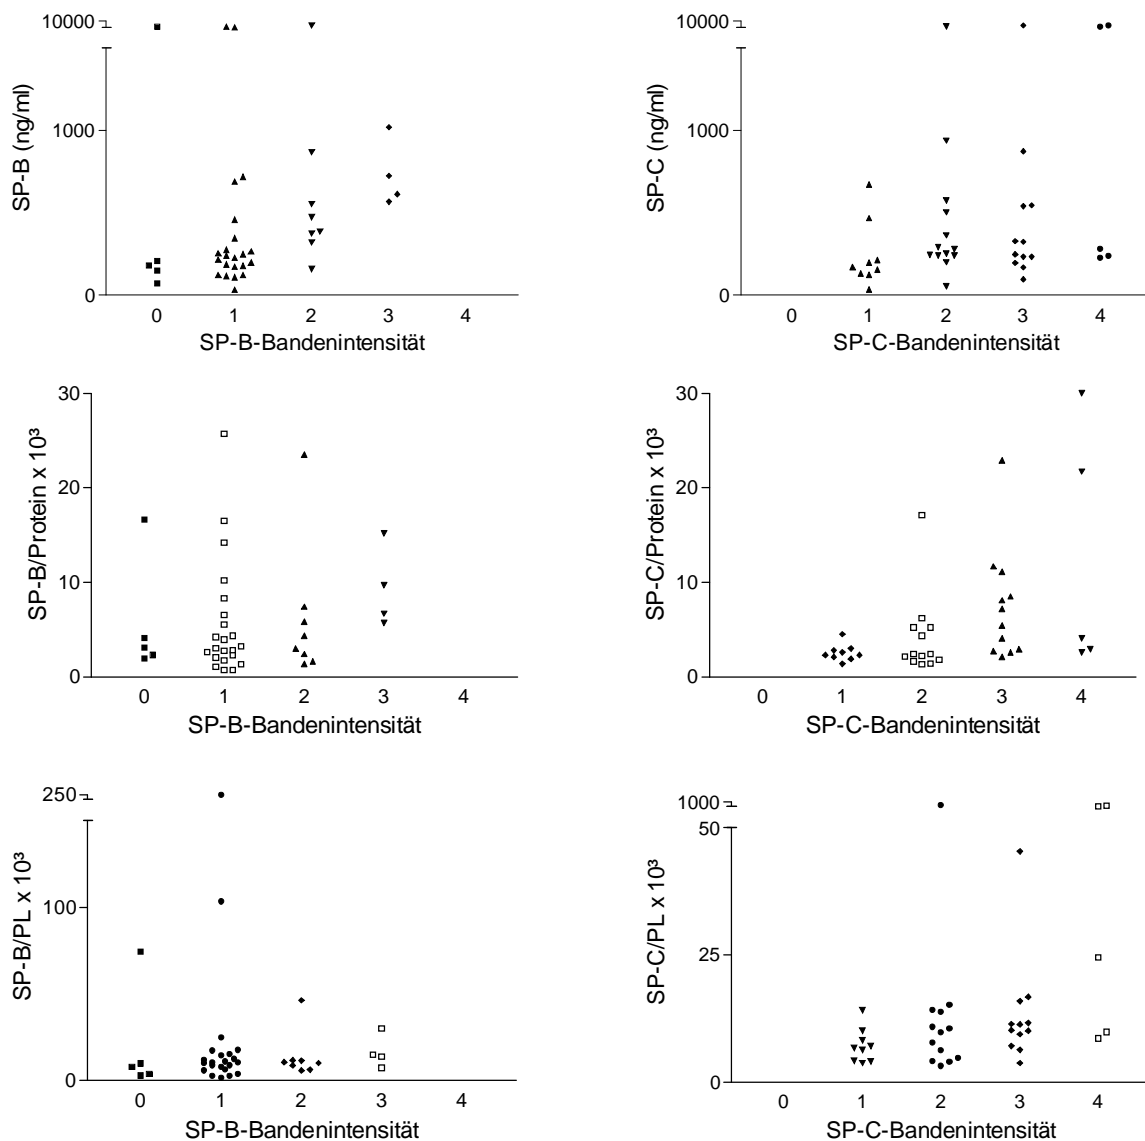 10000
1000
0
SP-B (ng/ml)
0 1 2 3 4
SP-B-Bandenintensität
10000
1000
0
SP-C (ng/ml)
0 1 2 3 4
SP-C-Bandenintensität
30
20
10
0
SP-B/Protein x 10³
0 1 2 3 4
SP-B-Bandenintensität
30
20
10
0
SP-C/Protein x 10³
0 1 2 3 4
SP-C-Bandenintensität
250
100
0
SP-B/PL x 10³
0 1 2 3 4
SP-B-Bandenintensität
1000
50
25
0
SP-C/PL x 10³
0 1 2 3 4
SP-C-Bandenintensität